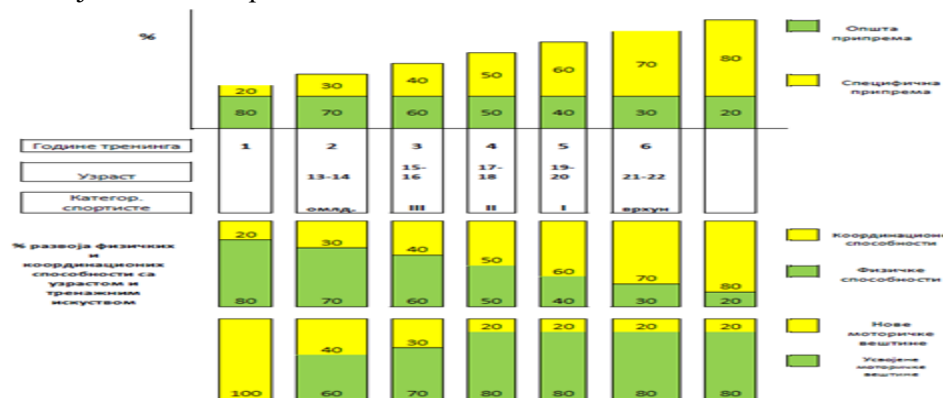 %
Општа
припрема
Специфична
припрема
20 30 40 50 60 70 80
80 70 60 50 40 30 20
Године тренинга 1 2 3 4 5 6
Узраст 13-14 15-16 17-18 19-20 21-22
Категор.
спортисте омлд. III II I врхун
% развоја физичких
и
координационих
способности са
узрастом и
тренажним
искуством
20 30 40 50 60 70 80
80 70 60 50 40 30 20
способности
Физичке
способности
40 30 20 20 20 20
100 60 70 80 80 80 80
Нове
моторичке
вештине
Усвојене
моторичке
вештине